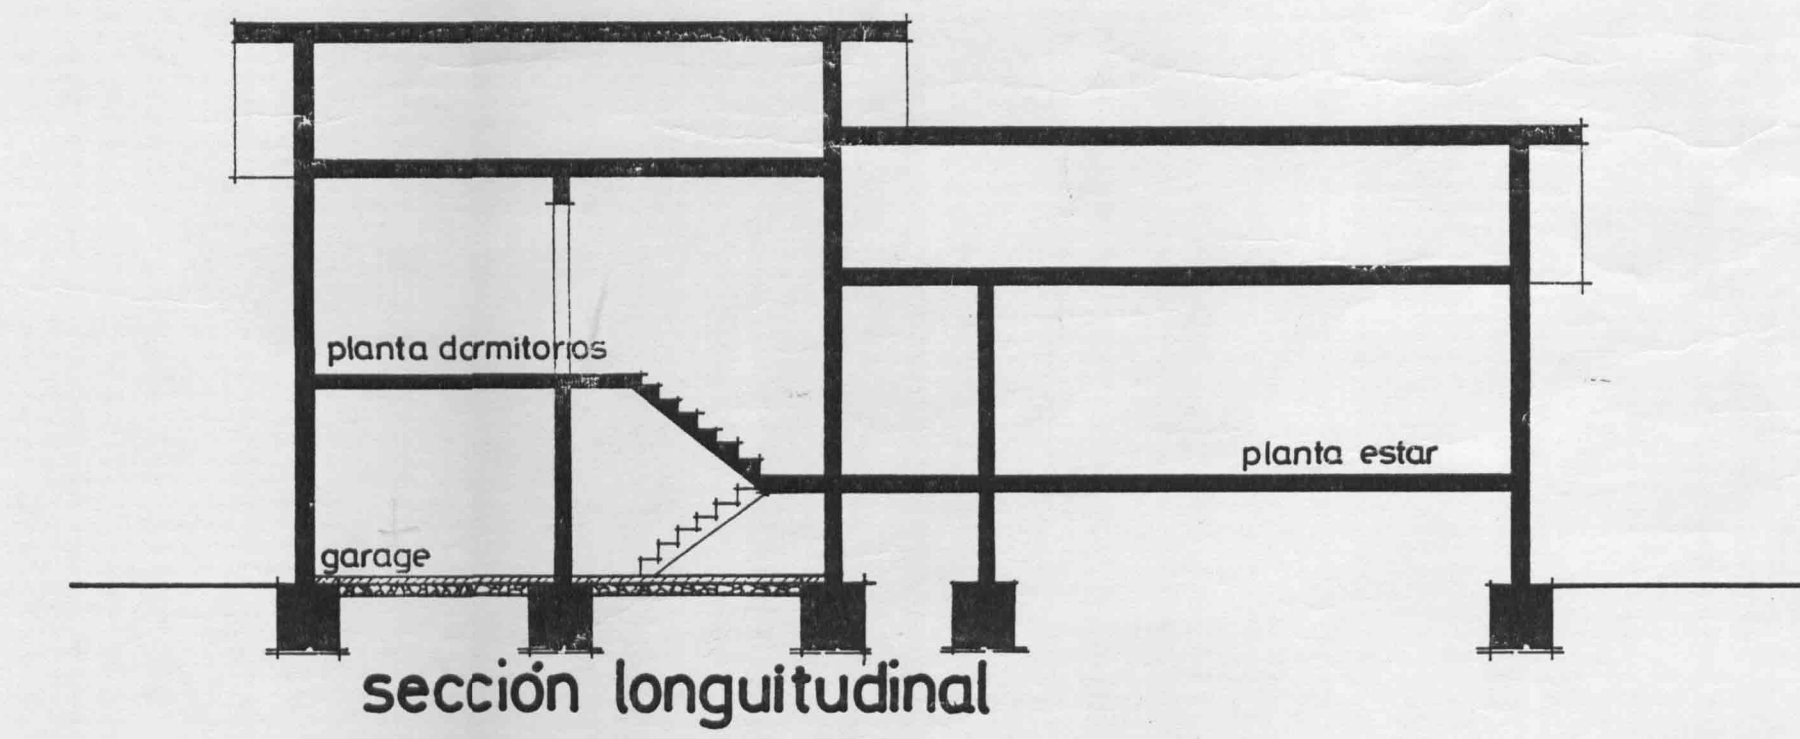 planta dormitorios
planta estar
garage
sección longuitudinal